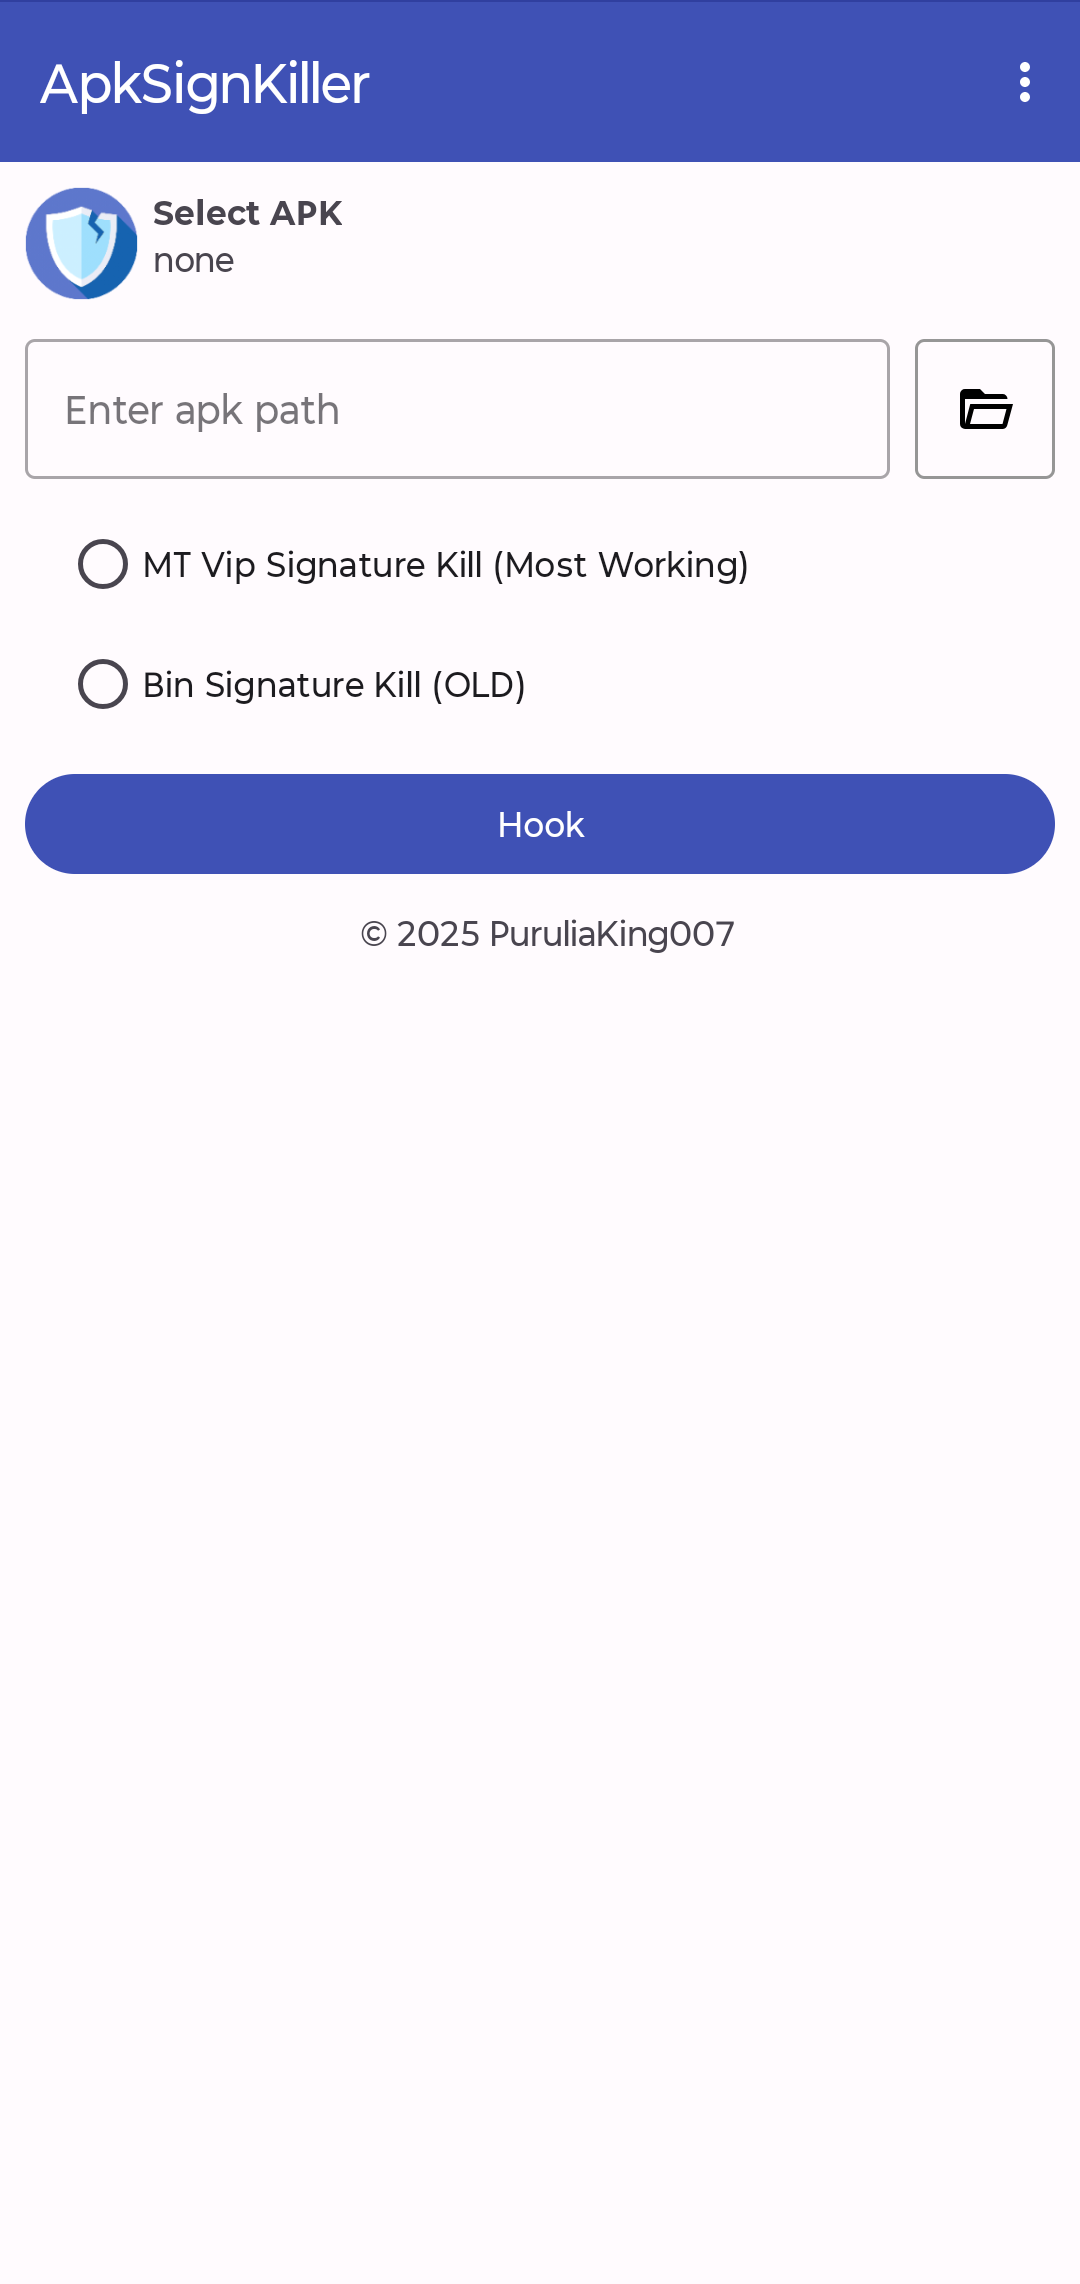 ApkSignKiller
Select APK
none
Enter apk path
MT Vip Signature Kill (Most Working)
Bin Signature Kill (OLD)
Hook
© 2025 PuruliaKing007